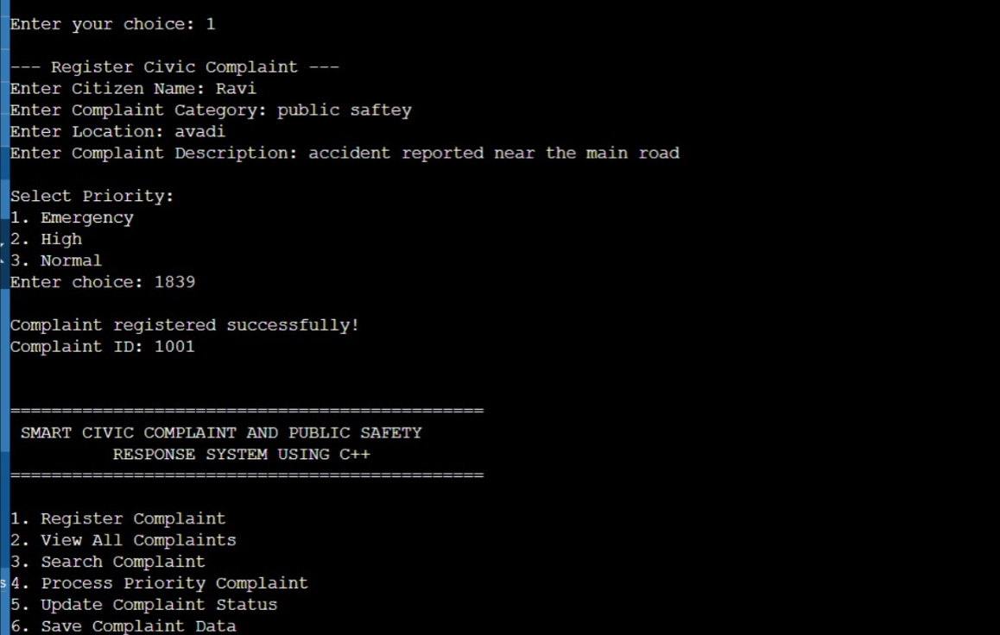 Enter your choice: 1
--- Register Civic Complaint ---
Enter Citizen Name: Ravi
Enter Complaint Category: public saftey
Enter Location: avadi
Enter Complaint Description: accident reported near the main road
Select Priority:
1. Emergency
2. High
3. Normal
Enter choice: 1839
Complaint registered successfully!
Complaint ID: 1001
==============================================
SMART CIVIC COMPLAINT AND PUBLIC SAFETY
RESPONSE SYSTEM USING C++
==============================================
1. Register Complaint
2. View All Complaints
3. Search Complaint
4. Process Priority Complaint
5. Update Complaint Status
6. Save Complaint Data